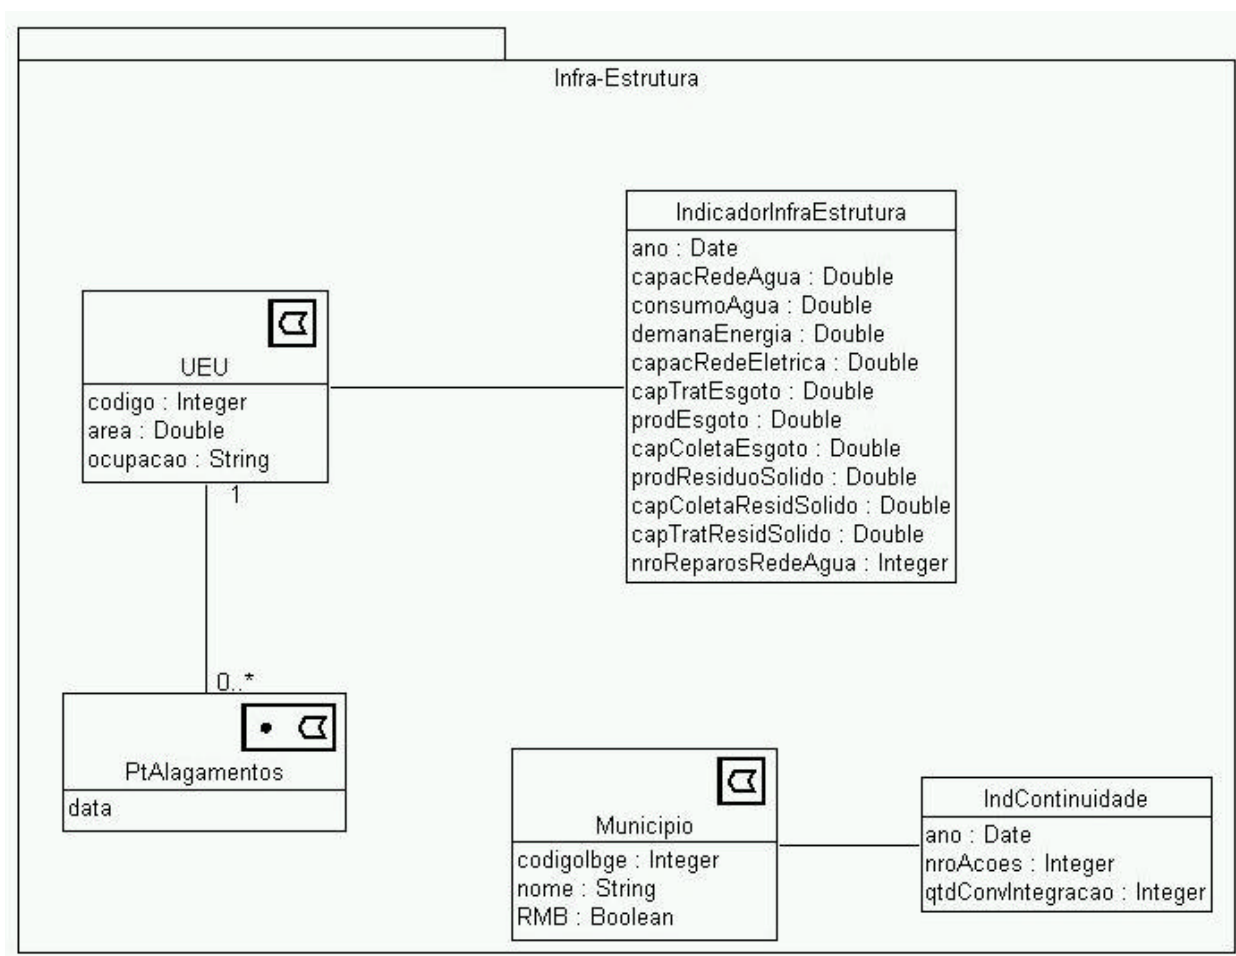 Infra-Estrutura
IndicadorInfraEstrutura
ano : Date
capacRedeAgua : Double
consumoAgua : Double
demanaEnergia : Double
capacRedeEletrica : Double
capTratEsgoto : Double
prodEsgoto : Double
capColetaEsgoto : Double
prodResiduoSolido : Double
capColetaResidSolido : Double
capTratResidSolido : Double
nroReparosRedeAgua : Integer
UEU
codigo : Integer
area : Double
ocupacao : String
1
0..*
PtAlagamentos
data
Municipio
codigoIbge : Integer
nome : String
RMB : Boolean
IndContinuidade
ano : Date
nroAcoes : Integer
qtdConvIntegracao : Integer